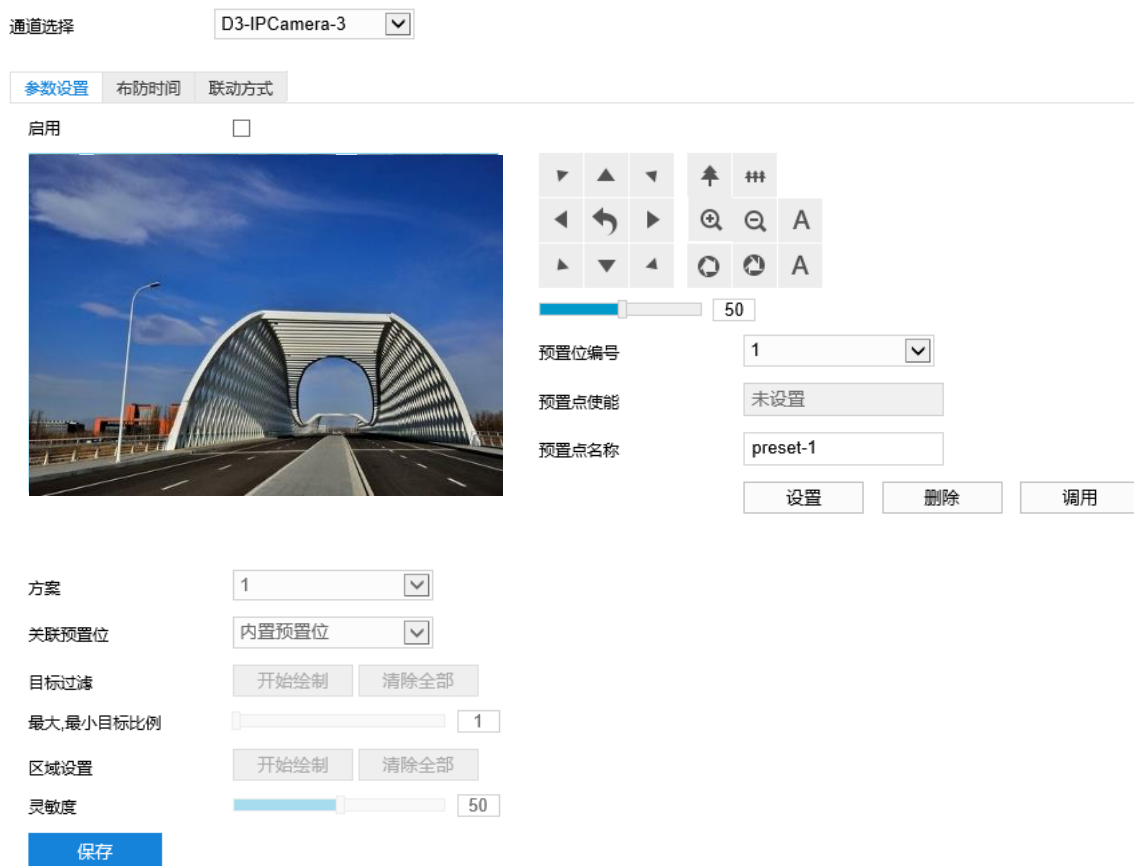 通道选择 D3-IPCamera-3
参数设置 布防时间 联动方式
启用
A
A
50
预置位编号 1
预置点使能 未设置
预置点名称 preset-1
设置 删除 调用
方案 1
关联预置位 内置预置位
目标过滤 开始绘制 清除全部
最大,最小目标比例 1
区域设置 开始绘制 清除全部
灵敏度 50
保存